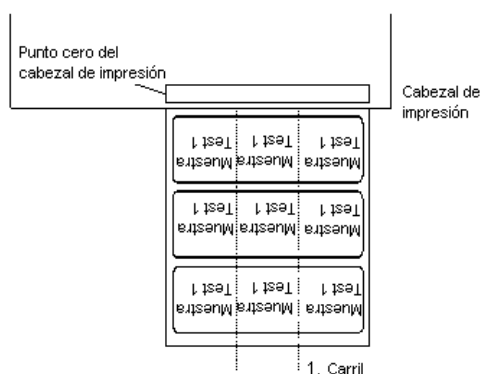 Punto cero del
cabezal de impresión
Cabezal de
impresión
Muestra Muestra Muestra
Test 1 Test 1 Test 1
Muestra Muestra Muestra
Test 1 Test 1 Test 1
Muestra Muestra Muestra
Test 1 Test 1 Test 1
1. Carril